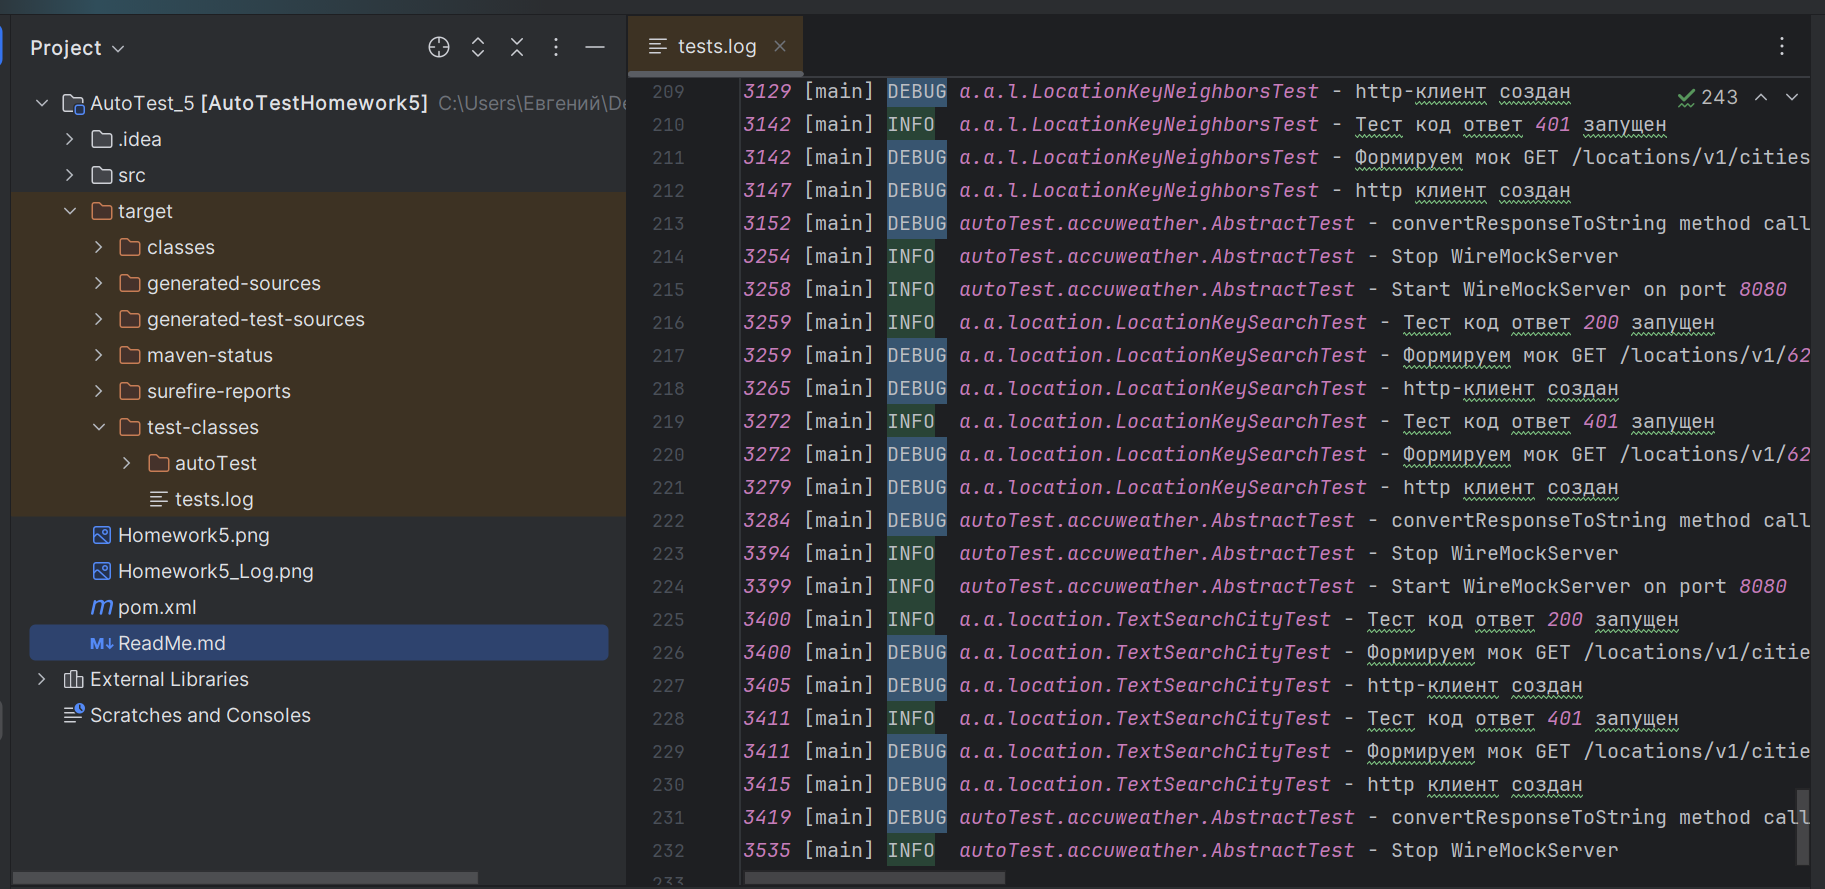 Project
AutoTest_5 [AutoTestHomework5] C:\Users\Евгений\De
.idea
src
target
classes
generated-sources
generated-test-sources
maven-status
surefire-reports
test-classes
autoTest
tests.log
Homework5.png
Homework5_Log.png
pom.xml
ReadMe.md
External Libraries
Scratches and Consoles
tests.log
243
209 3129 [main] DEBUG a.a.l.LocationKeyNeighborsTest - http-клиент создан
210 3142 [main] INFO a.a.l.LocationKeyNeighborsTest - Тест код ответ 401 запущен
211 3142 [main] DEBUG a.a.l.LocationKeyNeighborsTest - Формируем мок GET /locations/v1/cities
212 3147 [main] DEBUG a.a.l.LocationKeyNeighborsTest - http клиент создан
213 3152 [main] DEBUG autoTest.accuweather.AbstractTest - convertResponseToString method call
214 3254 [main] INFO autoTest.accuweather.AbstractTest - Stop WireMockServer
215 3258 [main] INFO autoTest.accuweather.AbstractTest - Start WireMockServer on port 8080
216 3259 [main] INFO a.a.location.LocationKeySearchTest - Тест код ответ 200 запущен
217 3259 [main] DEBUG a.a.location.LocationKeySearchTest - Формируем мок GET /locations/v1/62
218 3265 [main] DEBUG a.a.location.LocationKeySearchTest - http-клиент создан
219 3272 [main] INFO a.a.location.LocationKeySearchTest - Тест код ответ 401 запущен
220 3272 [main] DEBUG a.a.location.LocationKeySearchTest - Формируем мок GET /locations/v1/62
221 3279 [main] DEBUG a.a.location.LocationKeySearchTest - http клиент создан
222 3284 [main] DEBUG autoTest.accuweather.AbstractTest - convertResponseToString method call
223 3394 [main] INFO autoTest.accuweather.AbstractTest - Stop WireMockServer
224 3399 [main] INFO autoTest.accuweather.AbstractTest - Start WireMockServer on port 8080
225 3400 [main] INFO a.a.location.TextSearchCityTest - Тест код ответ 200 запущен
226 3400 [main] DEBUG a.a.location.TextSearchCityTest - Формируем мок GET /locations/v1/citie
227 3405 [main] DEBUG a.a.location.TextSearchCityTest - http-клиент создан
228 3411 [main] INFO a.a.location.TextSearchCityTest - Тест код ответ 401 запущен
229 3411 [main] DEBUG a.a.location.TextSearchCityTest - Формируем мок GET /locations/v1/citie
230 3415 [main] DEBUG a.a.location.TextSearchCityTest - http клиент создан
231 3419 [main] DEBUG autoTest.accuweather.AbstractTest - convertResponseToString method call
232 3535 [main] INFO autoTest.accuweather.AbstractTest - Stop WireMockServer
233